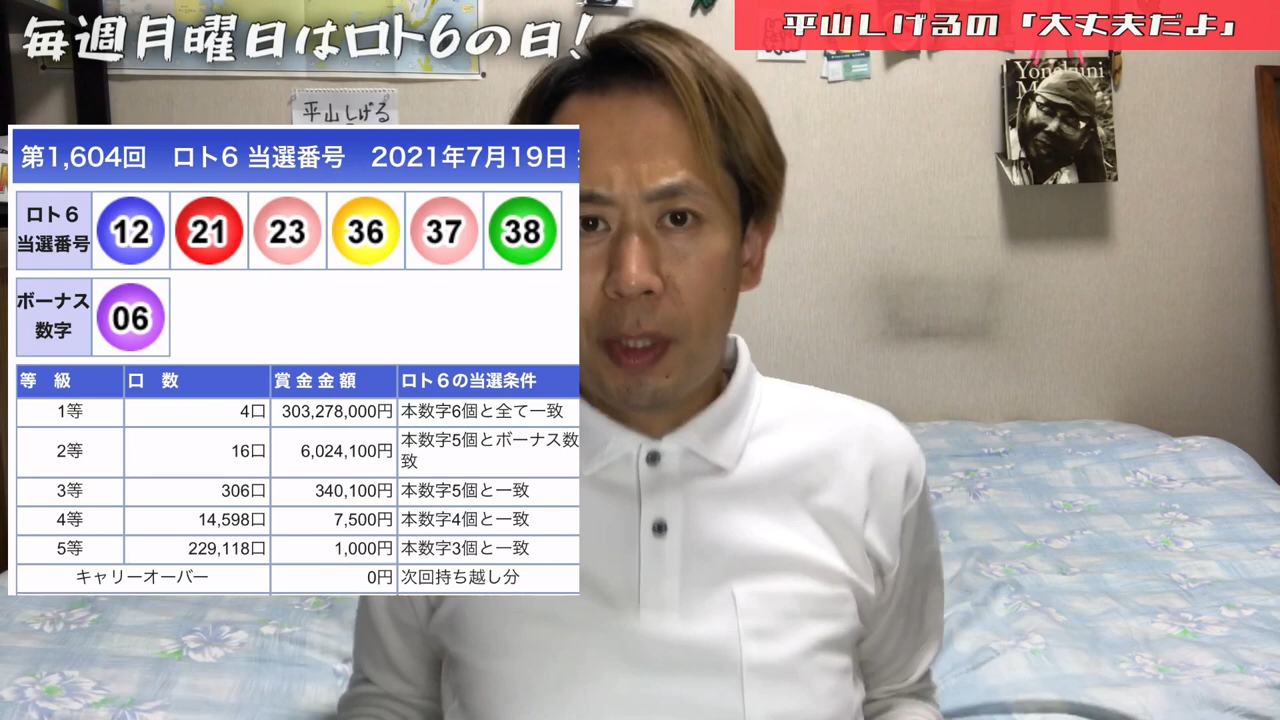 毎週月曜日はロト6の日!
平山しげるの「大丈夫だよ」
平山しげる
Yonekuni
第1,604回 ロト6 当選番号 2021年7月19日
ロト6
当選番号
12 21 23 36 37 38
ボーナス
数字
06
等 級 口 数 賞 金 金 額 ロト6の当選条件
1等 4口 303,278,000円 本数字6個と全て一致
2等 16口 6,024,100円 本数字5個とボーナス数
致
3等 306口 340,100円 本数字5個と一致
4等 14,598口 7,500円 本数字4個と一致
5等 229,118口 1,000円 本数字3個と一致
キャリーオーバー 0円 次回持ち越し分